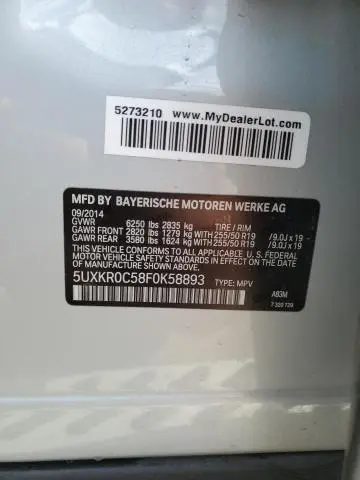 5273210 www.MyDealerLot.com
MFD BY BAYERISCHE MOTOREN WERKE AG
09/2014
GVWR 6250 lbs 2835 kg TIRE / RIM
GAWR FRONT 2820 lbs 1279 kg WITH 255/50 R19 /9.0J x 19
GAWR REAR 3580 lbs 1624 kg WITH 255/50 R19 /9.0J x 19
THIS VEHICLE CONFORMS TO ALL APPLICABLE U.S. FEDERAL
MOTOR VEHICLE SAFETY STANDARDS IN EFFECT ON THE
DATE OF MANUFACTURE SHOWN ABOVE.
5UXKR0C58F0K58893 TYPE: MPV
A83M
7 320 729